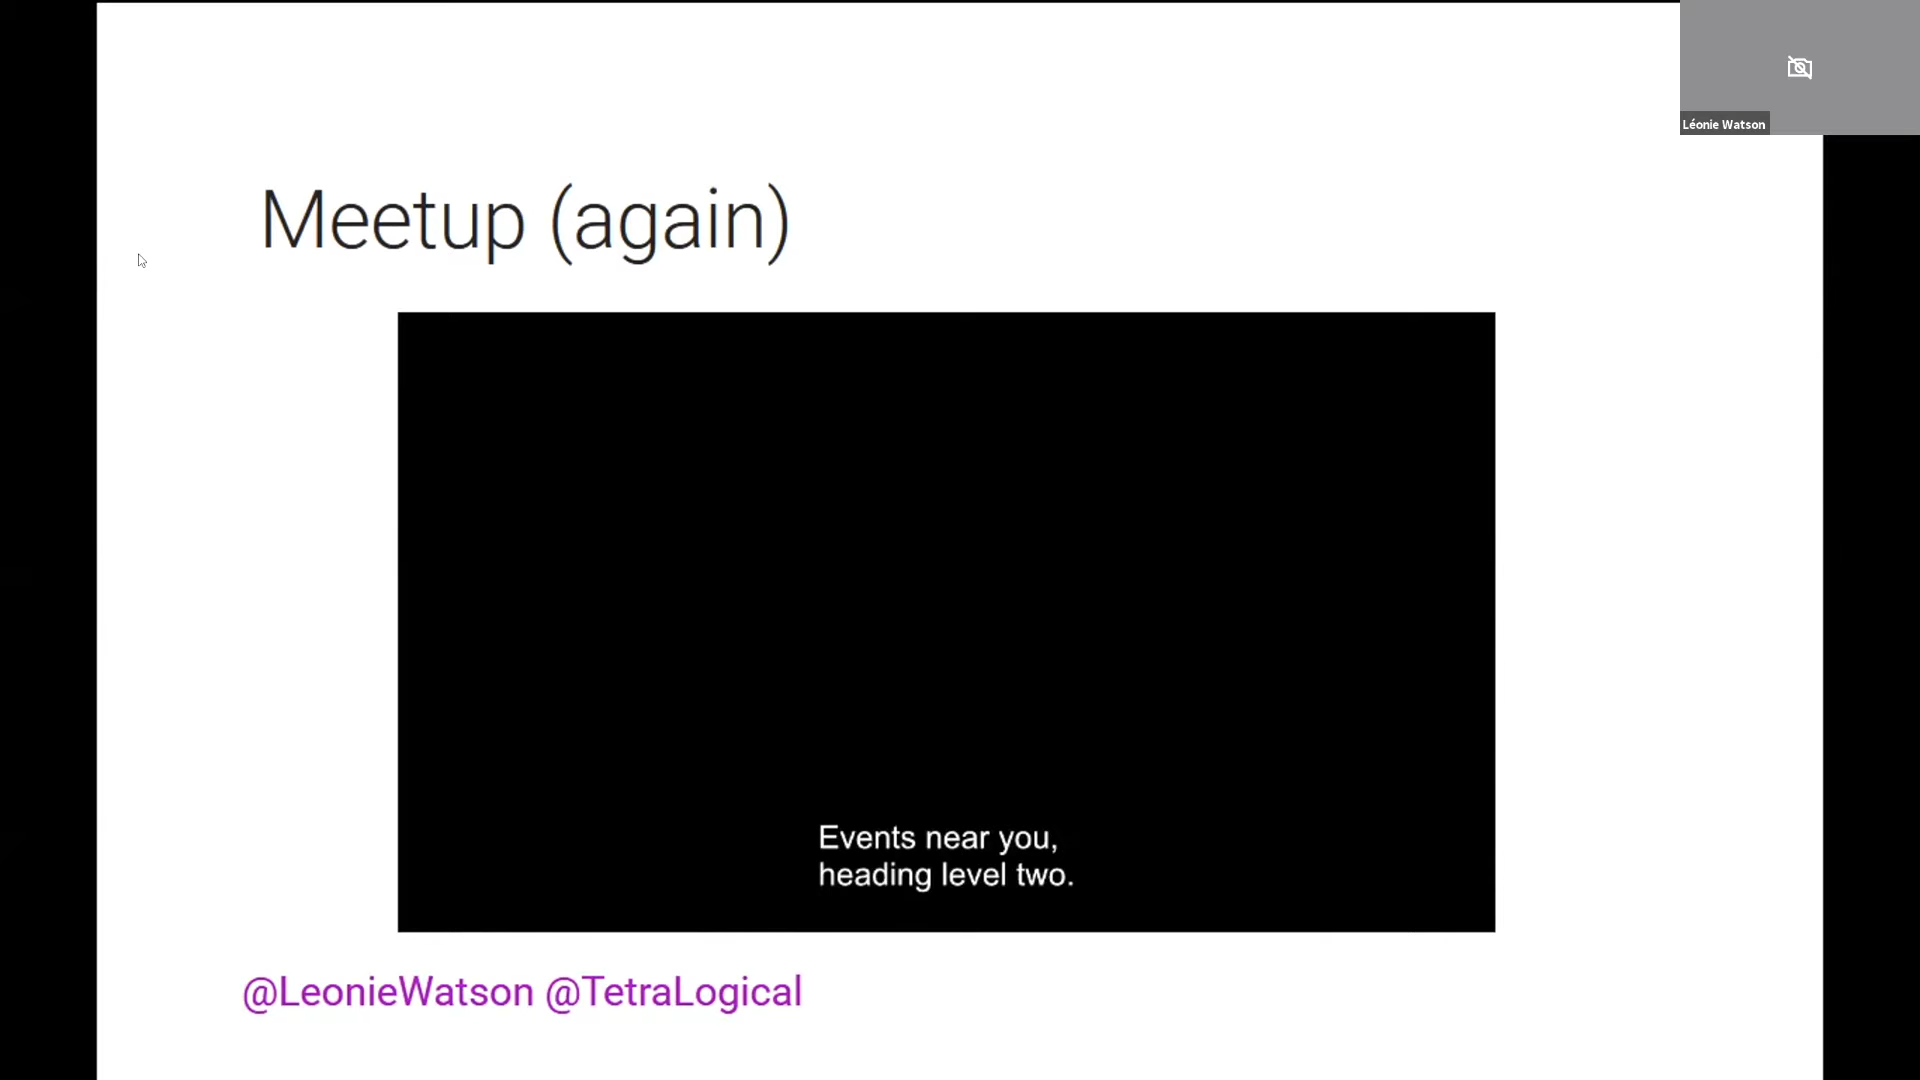 Léonie Watson
Meetup (again)
Events near you,
heading level two.
@LeonieWatson @TetraLogical